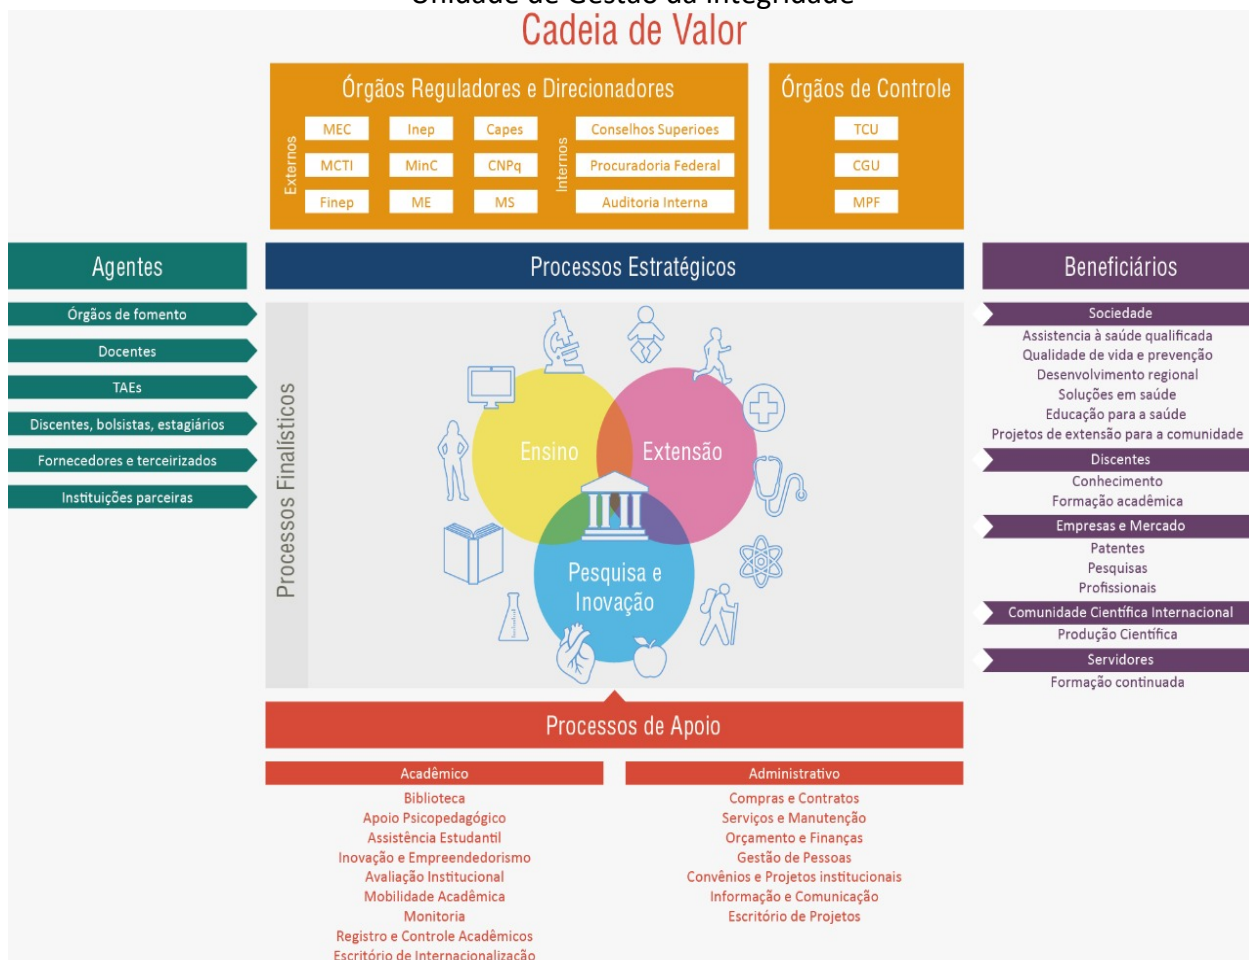 Unidade de Gestão da Integridade
Cadeia de Valor
Órgãos Reguladores e Direcionadores
Externos
MEC
Inep
Capes
MCTI
MinC
CNPq
Finep
ME
MS
Internos
Conselhos Superioes
Procuradoria Federal
Auditoria Interna
Órgãos de Controle
TCU
CGU
MPF
Agentes
Órgãos de fomento
Docentes
TAEs
Discentes, bolsistas, estagiários
Fornecedores e terceirizados
Instituições parceiras
Processos Estratégicos
Processos Finalísticos
Ensino
Extensão
Pesquisa e
Inovação
Beneficiários
Sociedade
Assistencia à saúde qualificada
Qualidade de vida e prevenção
Desenvolvimento regional
Soluções em saúde
Educação para a saúde
Projetos de extensão para a comunidade
Discentes
Conhecimento
Formação acadêmica
Empresas e Mercado
Patentes
Pesquisas
Profissionais
Comunidade Científica Internacional
Produção Científica
Servidores
Formação continuada
Processos de Apoio
Acadêmico
Biblioteca
Apoio Psicopedagógico
Assistência Estudantil
Inovação e Empreendedorismo
Avaliação Institucional
Mobilidade Acadêmica
Monitoria
Registro e Controle Acadêmicos
Escritório de Internacionalização
Administrativo
Compras e Contratos
Serviços e Manutenção
Orçamento e Finanças
Gestão de Pessoas
Convênios e Projetos institucionais
Informação e Comunicação
Escritório de Projetos